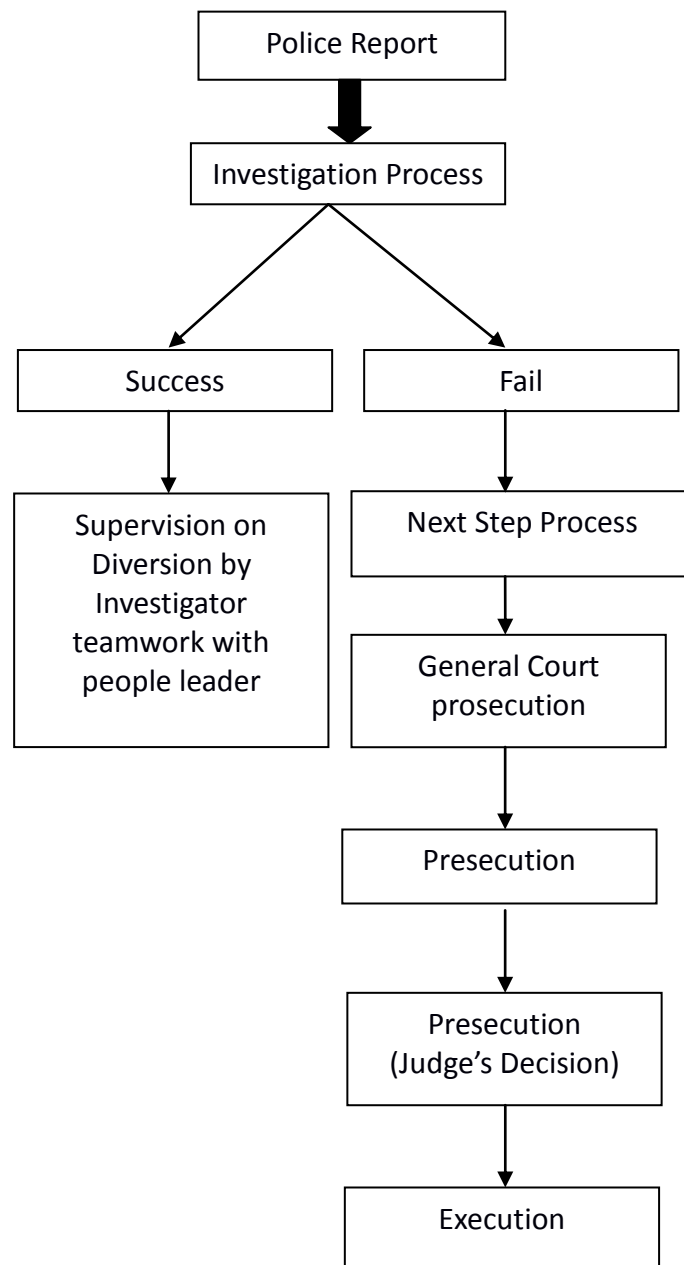 Police Report
Investigation Process
Success
Fail
Supervision on
Diversion by
Investigator
teamwork with
people leader
Next Step Process
General Court
prosecution
Presecution
Presecution
(Judge’s Decision)
Execution